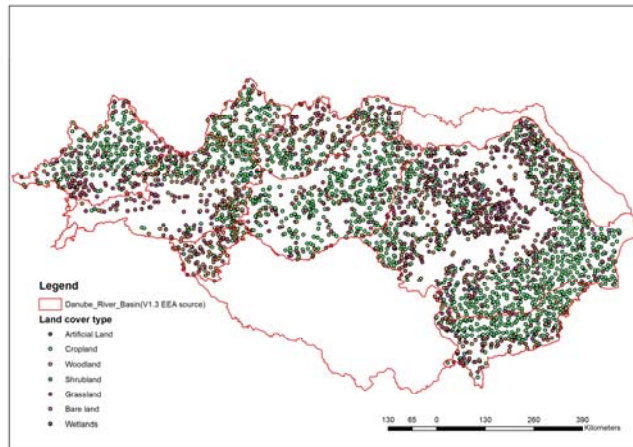 Legend
Danube_River_Basin(V1.3 EEA source)
Land cover type
Artificial Land
Cropland
Woodland
Shrubland
Grassland
Bare land
Wetlands
130 65 0 130 260 390
Kilometers